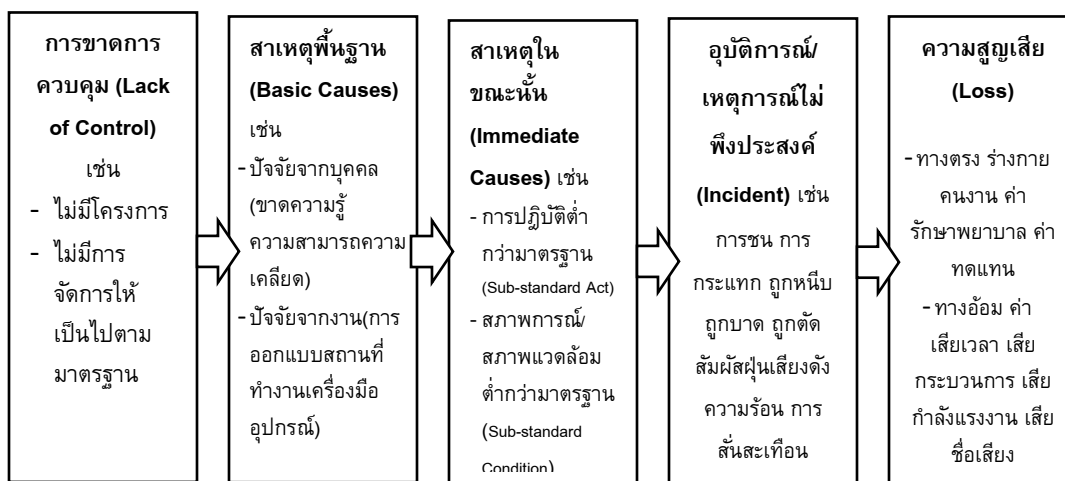 การขาดการ
ควบคุม (Lack
of Control)
เช่น
- ไม่มีโครงการ
- ไม่มีการ
จัดการให้
เป็นไปตาม
มาตรฐาน
สาเหตุพื้นฐาน
(Basic Causes)
เช่น
- ปัจจัยจากบุคคล
(ขาดความรู้
ความสามารถความ
เคลียด)
- ปัจจัยจากงาน(การ
ออกแบบสถานที่
ทำงานเครื่องมือ
อุปกรณ์)
สาเหตุใน
ขณะนั้น
(Immediate
Causes) เช่น
- การปฏิบัติต่ำ
กว่ามาตรฐาน
(Sub-standard Act)
- สภาพการณ์/
สภาพแวดล้อม
ต่ำกว่ามาตรฐาน
(Sub-standard
Condition)
อุบัติการณ์/
เหตุการณ์ไม่
พึงประสงค์
(Incident) เช่น
การชน การ
กระแทก ถูกหนีบ
ถูกบาด ถูกตัด
สัมผัสฝุ่นเสียงดัง
ความร้อน การ
สั่นสะเทือน
ความสูญเสีย
(Loss)
- ทางตรง ร่างกาย
คนงาน ค่า
รักษาพยาบาล ค่า
ทดแทน
- ทางอ้อม ค่า
เสียเวลา เสีย
กระบวนการ เสีย
กำลังแรงงาน เสีย
ชื่อเสียง